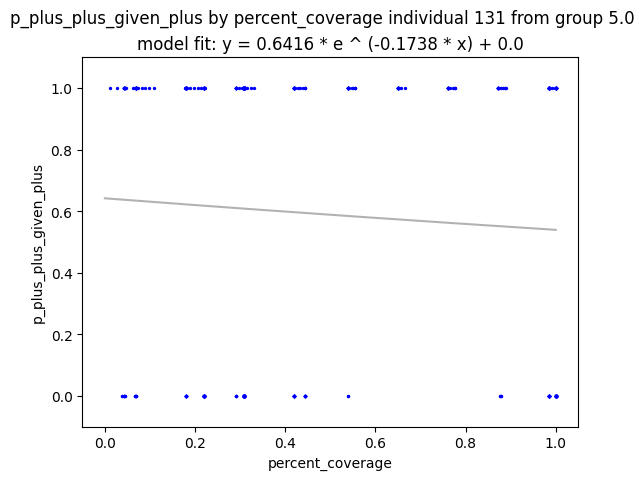 p_plus_plus_given_plus by percent_coverage individual 131 from group 5.0
model fit: y = 0.6416 * e ^ (-0.1738 * x) + 0.0
1.0
0.8
0.6
0.4
0.2
0.0
p_plus_plus_given_plus
0.0 0.2 0.4 0.6 0.8 1.0
percent_coverage